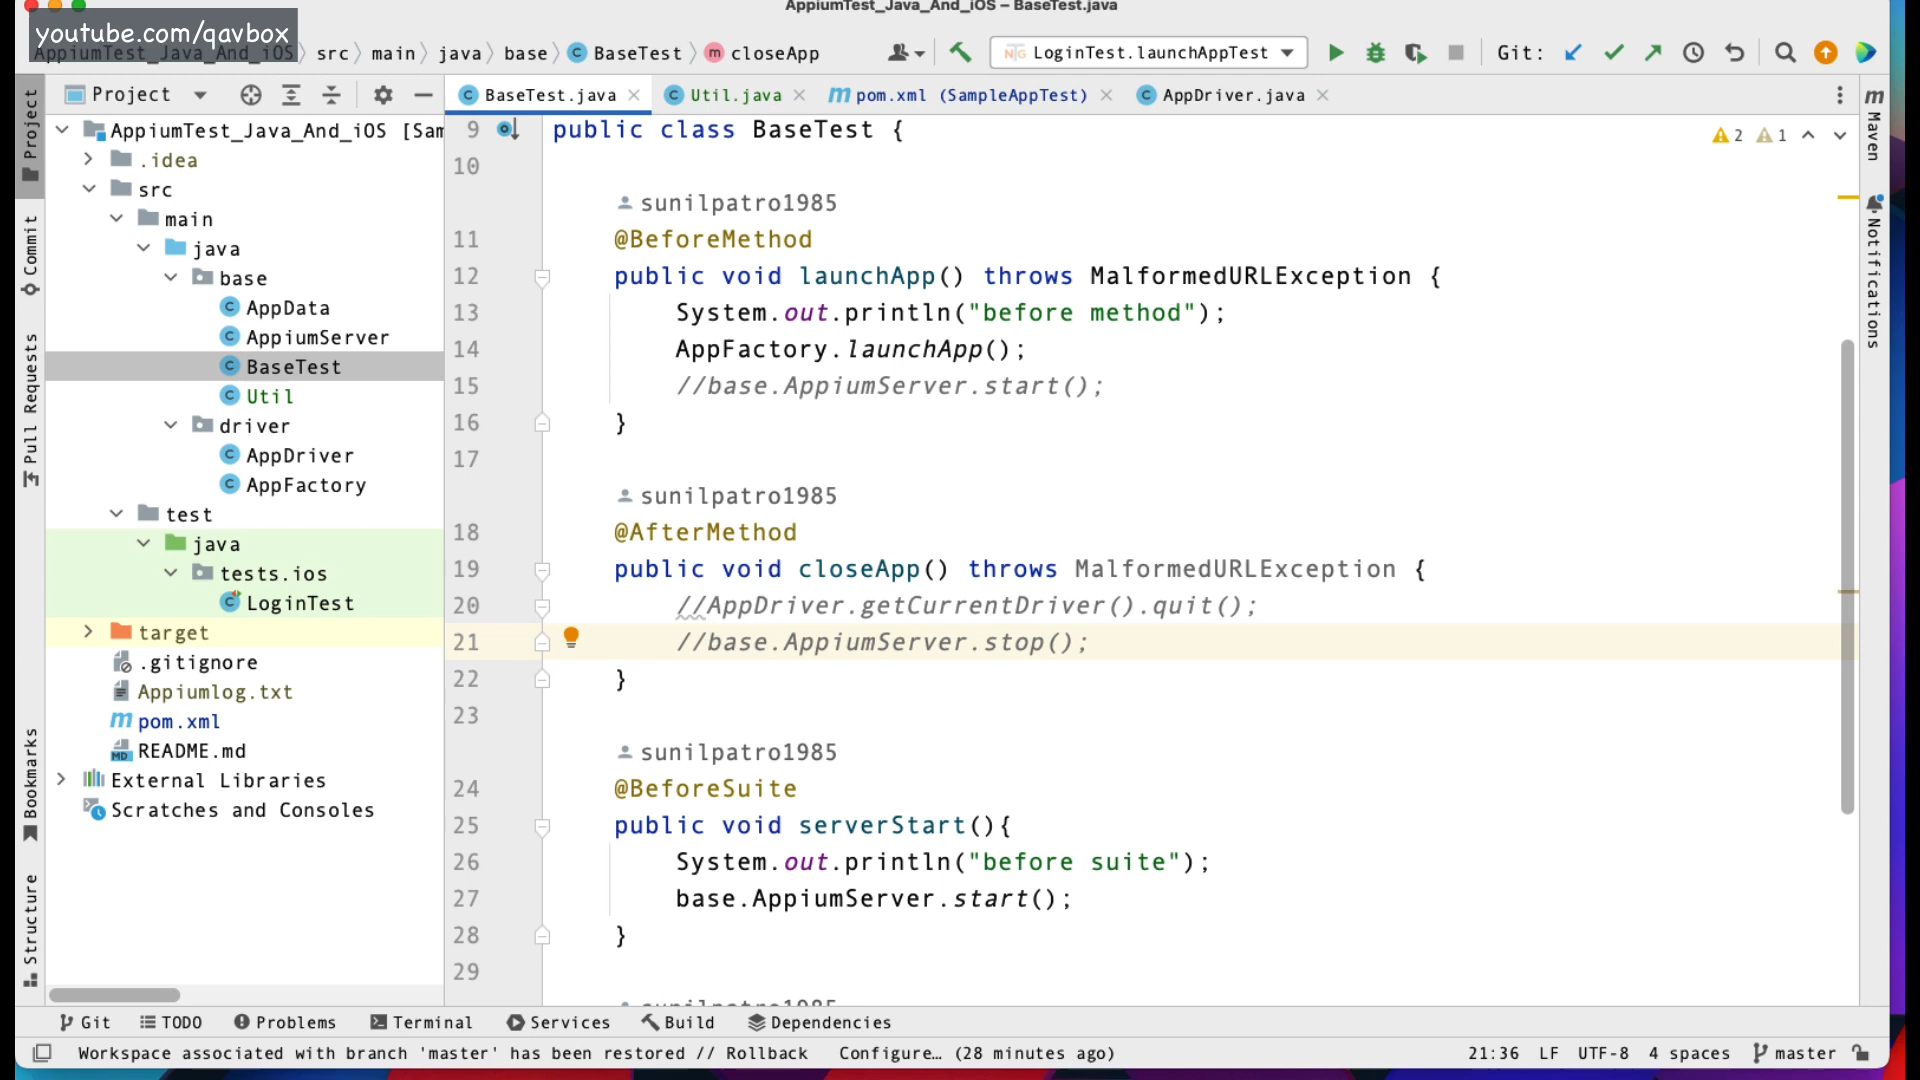 AppiumTest_Java_And_iOS – BaseTest.java
youtube.com/qavbox
AppiumTest_Java_And_iOS src main java base BaseTest closeApp LoginTest.launchAppTest Git:
Project
BaseTest.java Util.java pom.xml (SampleAppTest) AppDriver.java
AppiumTest_Java_And_iOS [Sam
.idea
src
main
java
base
AppData
AppiumServer
BaseTest
Util
driver
AppDriver
AppFactory
test
java
tests.ios
LoginTest
target
.gitignore
Appiumlog.txt
pom.xml
README.md
External Libraries
Scratches and Consoles
Project
Commit
Pull Requests
Bookmarks
Structure
9 public class BaseTest {
2 1
10
sunilpatro1985
11 @BeforeMethod
12 public void launchApp() throws MalformedURLException {
13 System.out.println("before method");
14 AppFactory.launchApp();
15 //base.AppiumServer.start();
16 }
17
sunilpatro1985
18 @AfterMethod
19 public void closeApp() throws MalformedURLException {
20 //AppDriver.getCurrentDriver().quit();
21 //base.AppiumServer.stop();
22 }
23
sunilpatro1985
24 @BeforeSuite
25 public void serverStart(){
26 System.out.println("before suite");
27 base.AppiumServer.start();
28 }
29
Maven
Notifications
Git TODO Problems Terminal Services Build Dependencies
Workspace associated with branch 'master' has been restored // Rollback Configure… (28 minutes ago) 21:36 LF UTF-8 4 spaces master